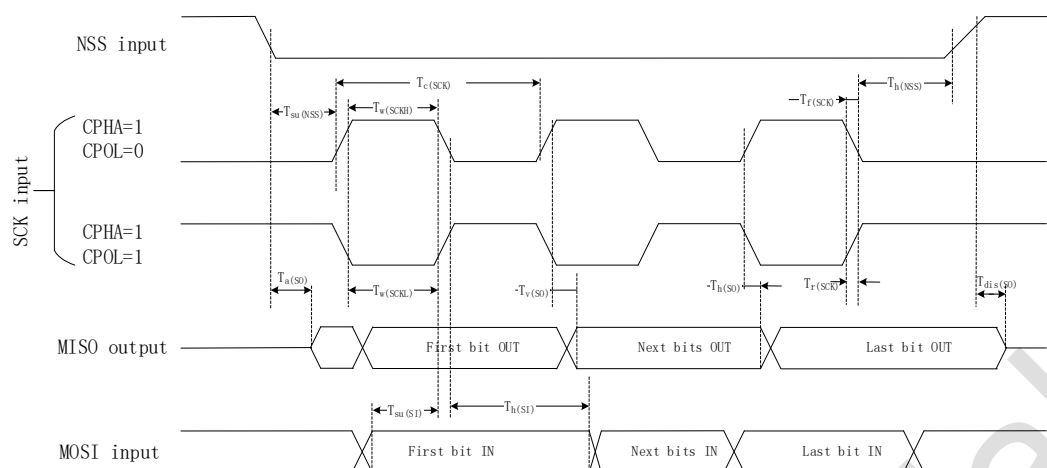 NSS input
Tc(SCK)
Th(NSS)
Tf(SCK)
Tsu(NSS)
Tw(SCKH)
CPHA=1
CPOL=0
SCK input
CPHA=1
CPOL=1
Ta(SO)
Tw(SCKL)
Tv(SO)
Th(SO)
Tr(SCK)
Tdis(SO)
MISO output
First bit OUT
Next bits OUT
Last bit OUT
Tsu(SI)
Th(SI)
MOSI input
First bit IN
Next bits IN
Last bit IN